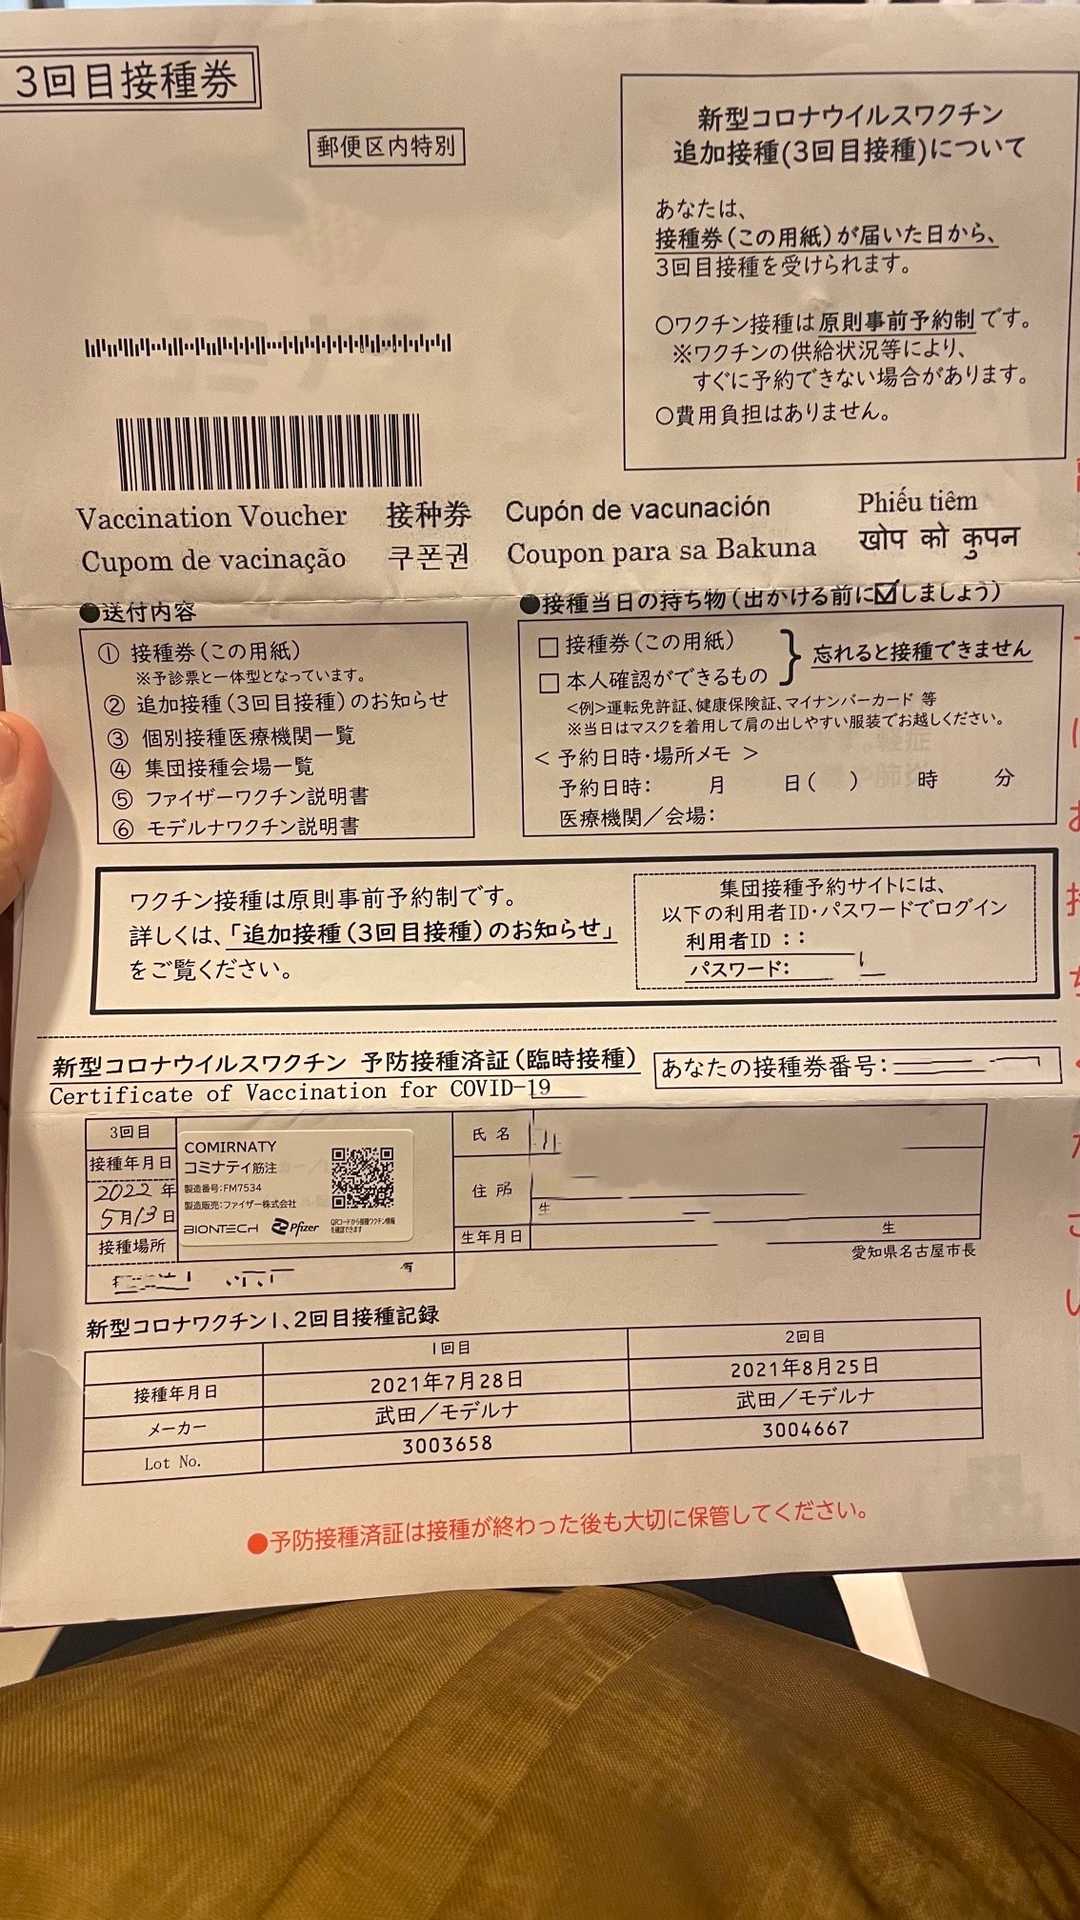 3回目接種券
郵便区内特別
新型コロナウイルスワクチン
追加接種(3回目接種)について
あなたは、
接種券(この用紙)が届いた日から、
3回目接種を受けられます。
○ワクチン接種は原則事前予約制です。
※ワクチンの供給状況等により、
すぐに予約できない場合があります。
○費用負担はありません。
Vaccination Voucher 接种券 Cupón de vacunación Phiếu tiêm
Cupom de vacinação 쿠폰권 Coupon para sa Bakuna खोप को कुपन
●送付内容
① 接種券(この用紙)
※予診票と一体型となっています。
② 追加接種(3回目接種)のお知らせ
③ 個別接種医療機関一覧
④ 集団接種会場一覧
⑤ ファイザーワクチン説明書
⑥ モデルナワクチン説明書
●接種当日の持ち物(出かける前に☑しましょう)
□ 接種券(この用紙)
□ 本人確認ができるもの
忘れると接種できません
<例>運転免許証、健康保険証、マイナンバーカード 等
※当日はマスクを着用して肩の出しやすい服装でお越しください。
< 予約日時・場所メモ >
予約日時: 月 日( ) 時 分
医療機関/会場:
ワクチン接種は原則事前予約制です。
詳しくは、「追加接種(3回目接種)のお知らせ」
をご覧ください。
集団接種予約サイトには、
以下の利用者ID・パスワードでログイン
利用者ID ::
パスワード:
新型コロナウイルスワクチン 予防接種済証(臨時接種)
Certificate of Vaccination for COVID-19
あなたの接種券番号:
3回目
接種年月日
2022年
5月13日
接種場所
COMIRNATY
コミナティ筋注
製造番号:FM7534
製造販売:ファイザー株式会社
BIONTECH Pfizer
QRコードから接種ワクチン情報
を確認できます
氏名
住所
生
生年月日
生
愛知県名古屋市長
新型コロナワクチン1、2回目接種記録
1回目 2回目
接種年月日 2021年7月28日 2021年8月25日
メーカー 武田/モデルナ 武田/モデルナ
Lot No. 3003658 3004667
●予防接種済証は接種が終わった後も大切に保管してください。